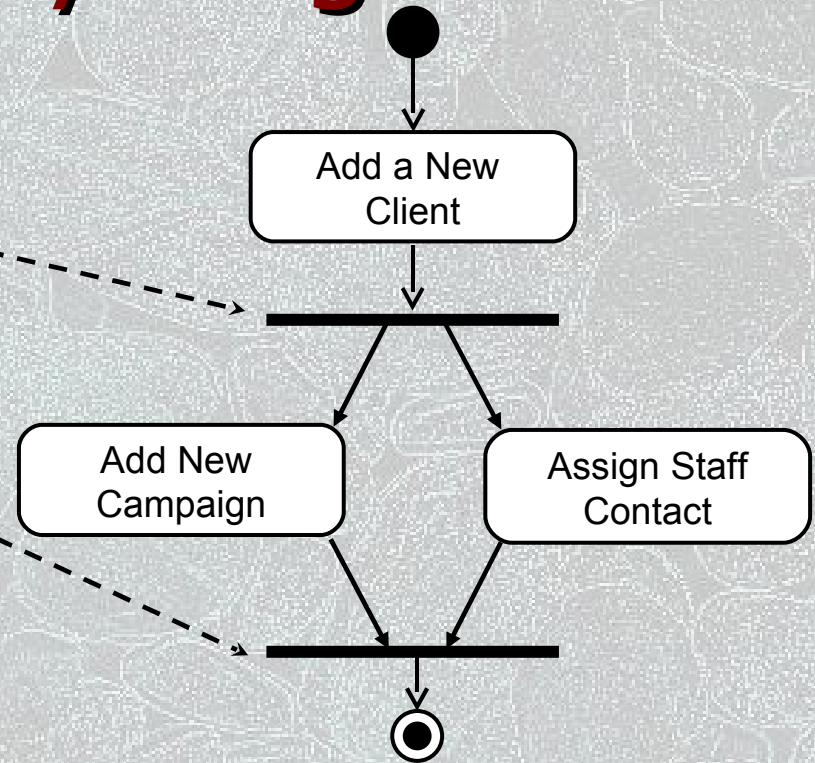 Add a New
Client
Add New
Campaign
Assign Staff
Contact